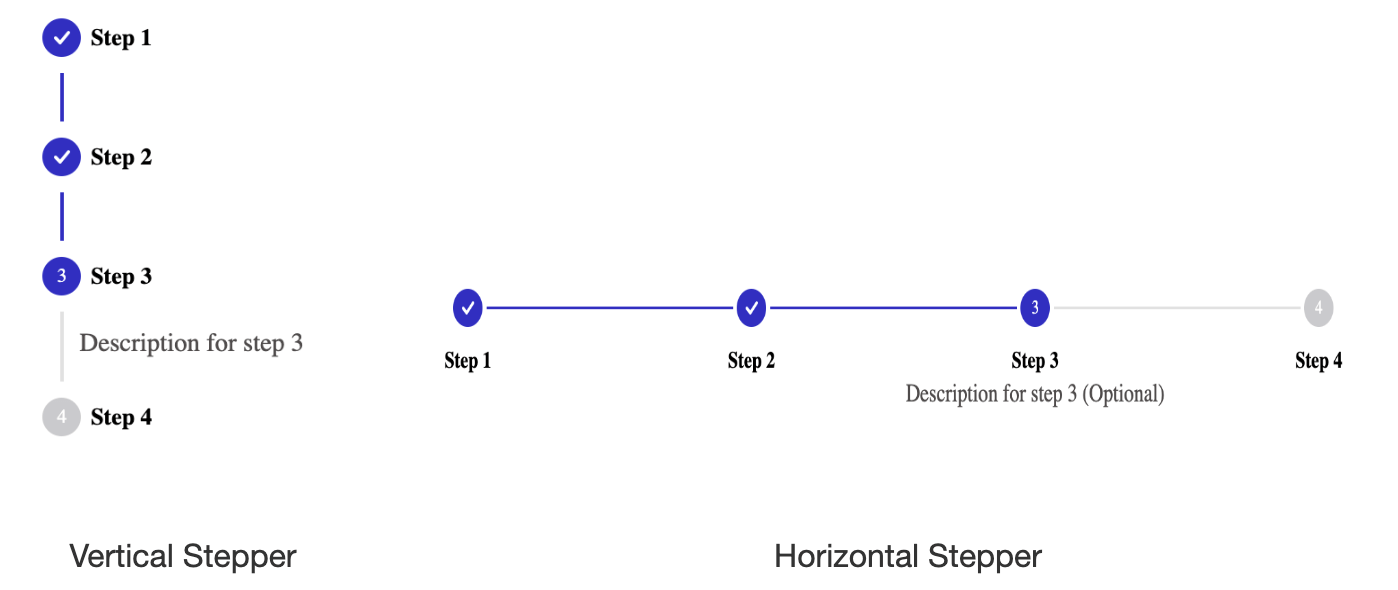 Step 1
Step 2
3 Step 3
Description for step 3
4 Step 4
Vertical Stepper
3 4
Step 1 Step 2 Step 3 Step 4
Description for step 3 (Optional)
Horizontal Stepper